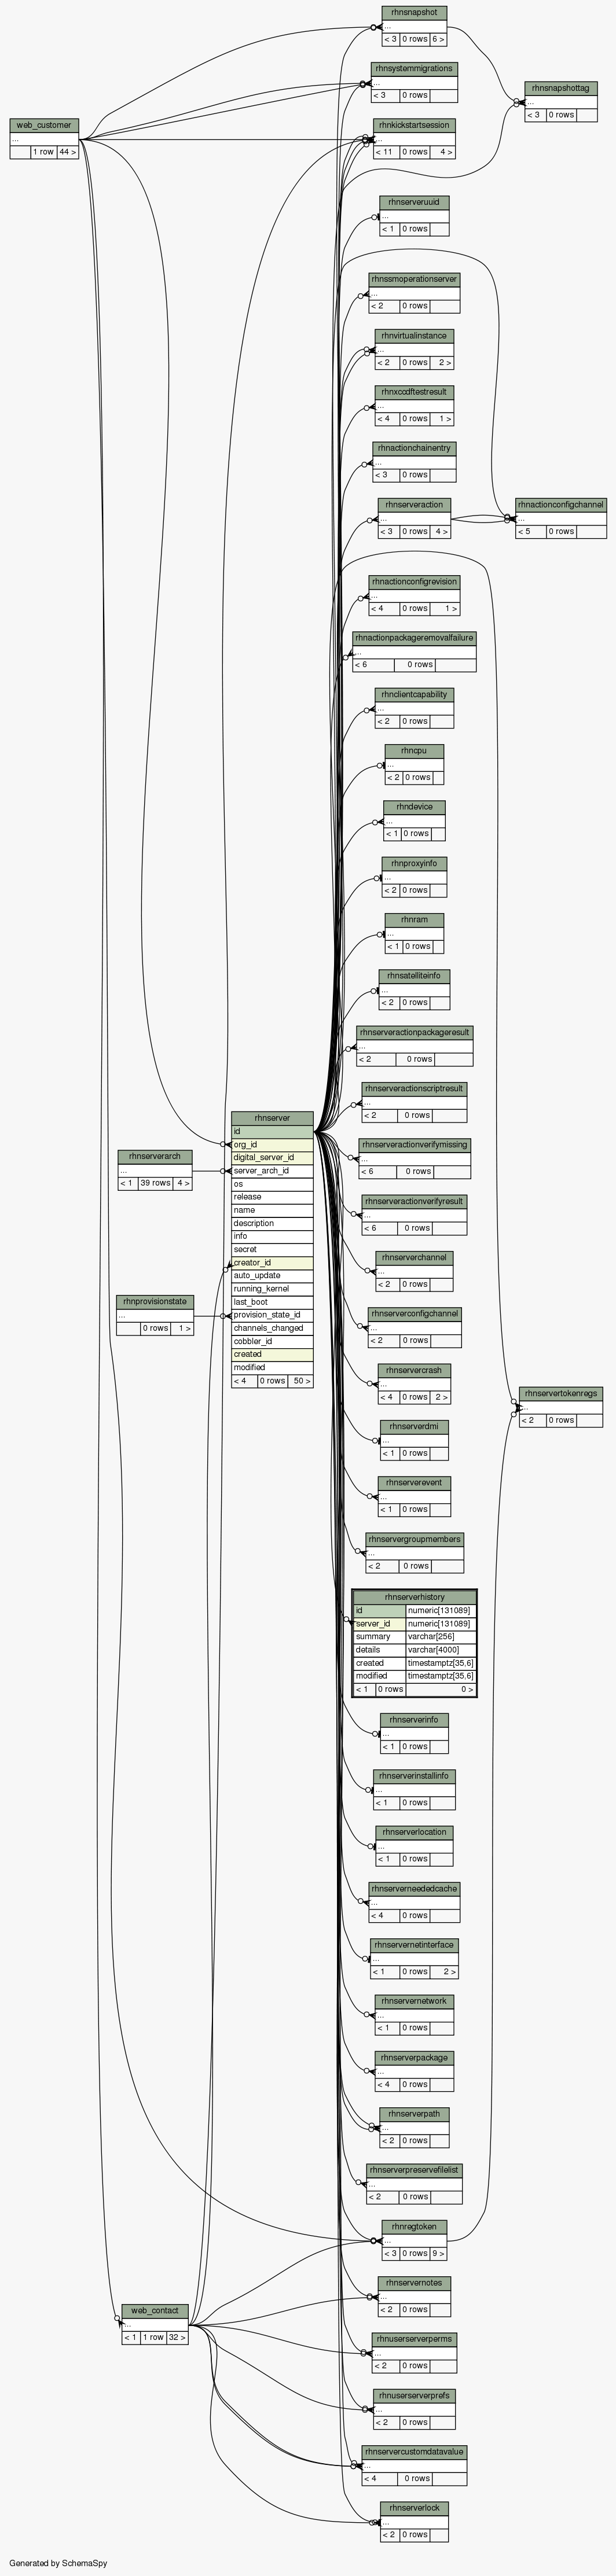 rhnsnapshot
...
< 3 0 rows 6 >
rhnsystemmigrations
...
< 3 0 rows
rhnsnapshottag
...
< 3 0 rows
web_customer
...
1 row 44 >
rhnkickstartsession
...
< 11 0 rows 4 >
rhnserveruuid
...
< 1 0 rows
rhnssmoperationserver
...
< 2 0 rows
rhnvirtualinstance
...
< 2 0 rows 2 >
rhnxccdftestresult
...
< 4 0 rows 1 >
rhnactionchainentry
...
< 3 0 rows
rhnserveraction
...
< 3 0 rows 4 >
rhnactionconfigchannel
...
< 5 0 rows
rhnactionconfigrevision
...
< 4 0 rows 1 >
rhnactionpackageremovalfailure
...
< 6 0 rows
rhnclientcapability
...
< 2 0 rows
rhncpu
...
< 2 0 rows
rhndevice
...
< 1 0 rows
rhnproxyinfo
...
< 2 0 rows
rhnram
...
< 1 0 rows
rhnsatelliteinfo
...
< 2 0 rows
rhnserveractionpackageresult
...
< 2 0 rows
rhnserveractionscriptresult
...
< 2 0 rows
rhnserver
id
org_id
digital_server_id
server_arch_id
os
release
name
description
info
secret
creator_id
auto_update
running_kernel
last_boot
provision_state_id
channels_changed
cobbler_id
created
modified
< 4 0 rows 50 >
rhnserverarch
...
< 1 39 rows 4 >
rhnprovisionstate
...
0 rows 1 >
rhnserveractionverifymissing
...
< 6 0 rows
rhnserveractionverifyresult
...
< 6 0 rows
rhnserverchannel
...
< 2 0 rows
rhnserverconfigchannel
...
< 2 0 rows
rhnservercrash
...
< 4 0 rows 2 >
rhnservertokenregs
...
< 2 0 rows
rhnserverdmi
...
< 1 0 rows
rhnserverevent
...
< 1 0 rows
rhnservergroupmembers
...
< 2 0 rows
rhnserverhistory
id numeric[131089]
server_id numeric[131089]
summary varchar[256]
details varchar[4000]
created timestamptz[35,6]
modified timestamptz[35,6]
< 1 0 rows 0 >
rhnserverinfo
...
< 1 0 rows
rhnserverinstallinfo
...
< 1 0 rows
rhnserverlocation
...
< 1 0 rows
rhnserverneededcache
...
< 4 0 rows
rhnservernetinterface
...
< 1 0 rows 2 >
rhnservernetwork
...
< 1 0 rows
rhnserverpackage
...
< 4 0 rows
rhnserverpath
...
< 2 0 rows
rhnserverpreservefilelist
...
< 2 0 rows
rhnregtoken
...
< 3 0 rows 9 >
rhnservernotes
...
< 2 0 rows
web_contact
...
< 1 1 row 32 >
rhnuserserverperms
...
< 2 0 rows
rhnuserserverprefs
...
< 2 0 rows
rhnservercustomdatavalue
...
< 4 0 rows
rhnserverlock
...
< 2 0 rows
Generated by SchemaSpy